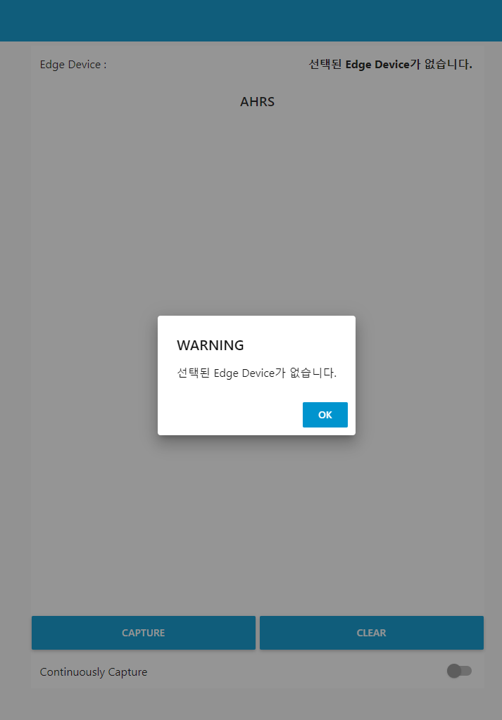 Edge Device :
선택된 Edge Device가 없습니다.
AHRS
WARNING
선택된 Edge Device가 없습니다.
OK
CAPTURE
CLEAR
Continuously Capture